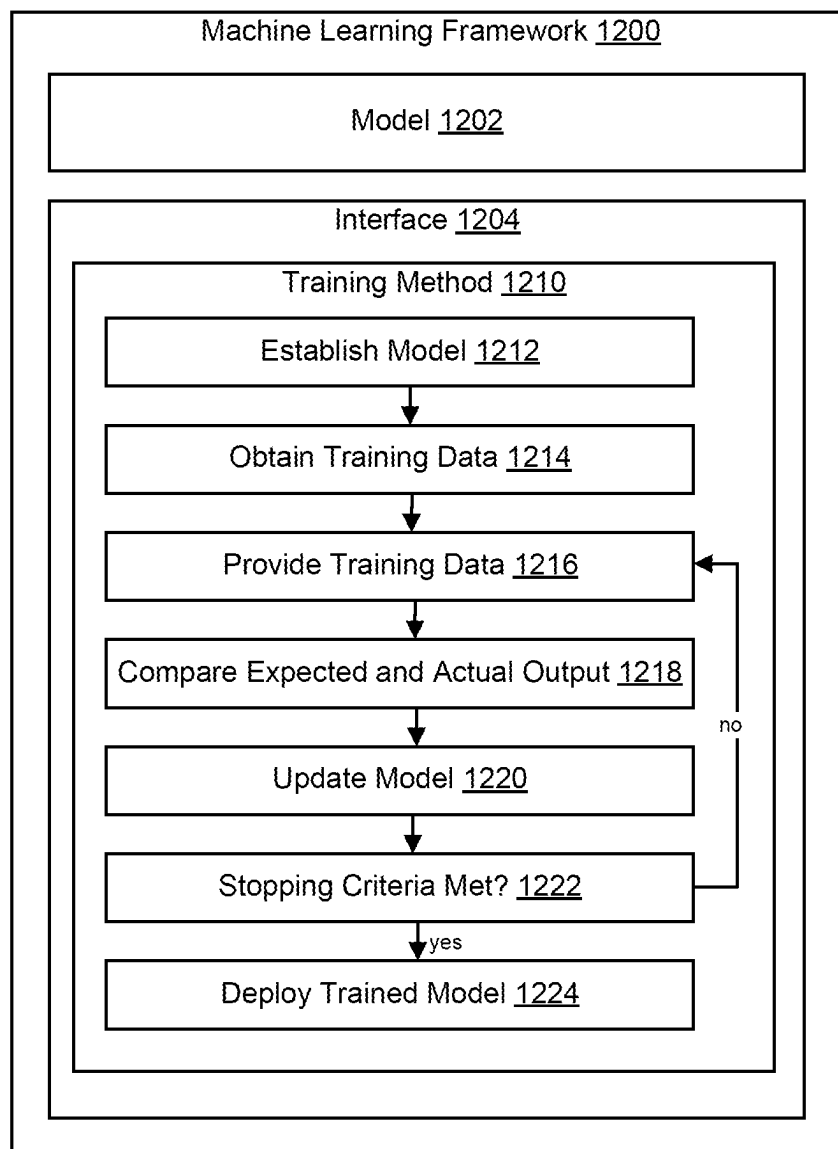 Machine Learning Framework 1200
Model 1202
Interface 1204
Training Method 1210
Establish Model 1212
Obtain Training Data 1214
Provide Training Data 1216
Compare Expected and Actual Output 1218
no
Update Model 1220
Stopping Criteria Met? 1222
yes
Deploy Trained Model 1224